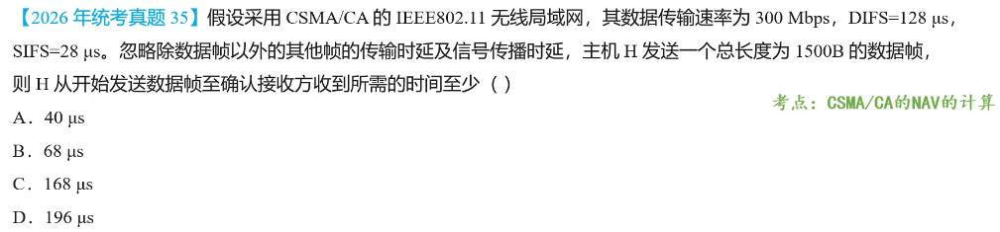 【2026 年统考真题 35】假设采用 CSMA/CA 的 IEEE802.11 无线局域网，其数据传输速率为 300 Mbps，DIFS=128 μs，
SIFS=28 μs。忽略除数据帧以外的其他帧的传输时延及信号传播时延，主机 H 发送一个总长度为 1500B 的数据帧，
则 H 从开始发送数据帧至确认接收方收到所需的时间至少（ ）
考点：CSMA/CA的NAV的计算
A．40 μs
B．68 μs
C．168 μs
D．196 μs